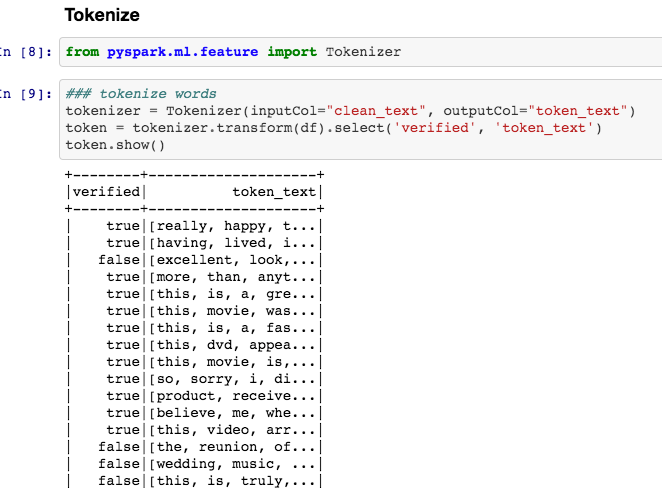 Tokenize
In [8]: from pyspark.ml.feature import Tokenizer
In [9]: ### tokenize words
tokenizer = Tokenizer(inputCol="clean_text", outputCol="token_text")
token = tokenizer.transform(df).select('verified', 'token_text')
token.show()
+--------+--------------------+
|verified|          token_text|
+--------+--------------------+
|    true|[really, happy, t...|
|    true|[having, lived, i...|
|   false|[excellent, look,...|
|    true|[more, than, anyt...|
|    true|[this, is, a, gre...|
|    true|[this, movie, was...|
|    true|[this, is, a, fas...|
|    true|[this, dvd, appea...|
|    true|[this, movie, is,...|
|    true|[so, sorry, i, di...|
|    true|[product, receive...|
|    true|[believe, me, whe...|
|    true|[this, video, arr...|
|   false|[the, reunion, of...|
|   false|[wedding, music, ...|
|   false|[this, is, truly,...|